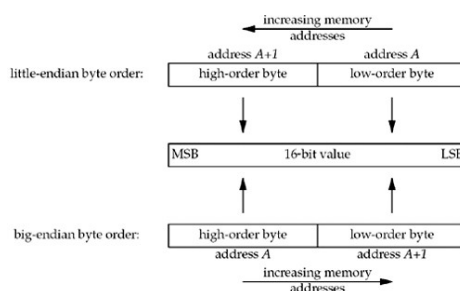 increasing memory
addresses
address A+1 address A
little-endian byte order: high-order byte low-order byte
MSB 16-bit value LSB
big-endian byte order: high-order byte low-order byte
address A address A+1
increasing memory
addresses